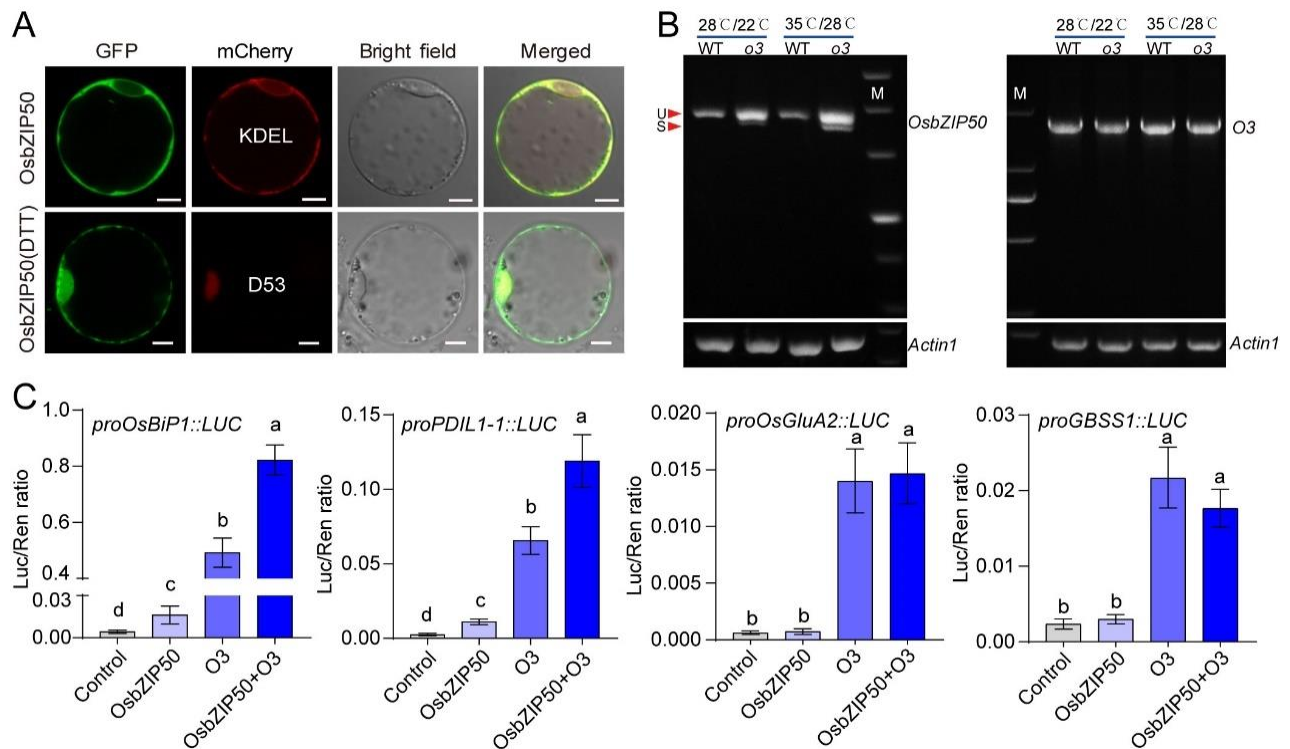 A
GFP mCherry Bright field Merged
OsbZIP50
KDEL
OsbZIP50(DTT)
D53
B
28 C/22 C 35 C/28 C
WT o3 WT o3
M
U
S
OsbZIP50
Actin1
28 C/22 C 35 C/28 C
WT o3 WT o3
M
O3
Actin1
C
proOsBiP1::LUC
Luc/Ren ratio
1.0
0.8
0.6
0.4
0.03
0.00
d c b a
Control OsbZIP50 O3 OsbZIP50+O3
proPDIL1-1::LUC
Luc/Ren ratio
0.15
0.10
0.05
0.00
d c b a
Control OsbZIP50 O3 OsbZIP50+O3
proOsGluA2::LUC
Luc/Ren ratio
0.020
0.015
0.010
0.005
0.000
b b a a
Control OsbZIP50 O3 OsbZIP50+O3
proGBSS1::LUC
Luc/Ren ratio
0.03
0.02
0.01
0.00
b b a a
Control OsbZIP50 O3 OsbZIP50+O3